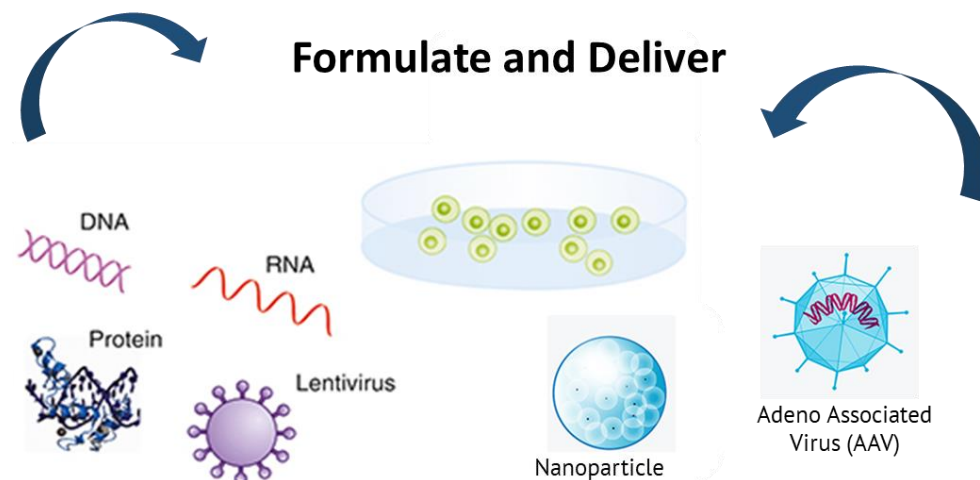 Formulate and Deliver
DNA
RNA
Protein
Lentivirus
Nanoparticle
Adeno Associated
Virus (AAV)